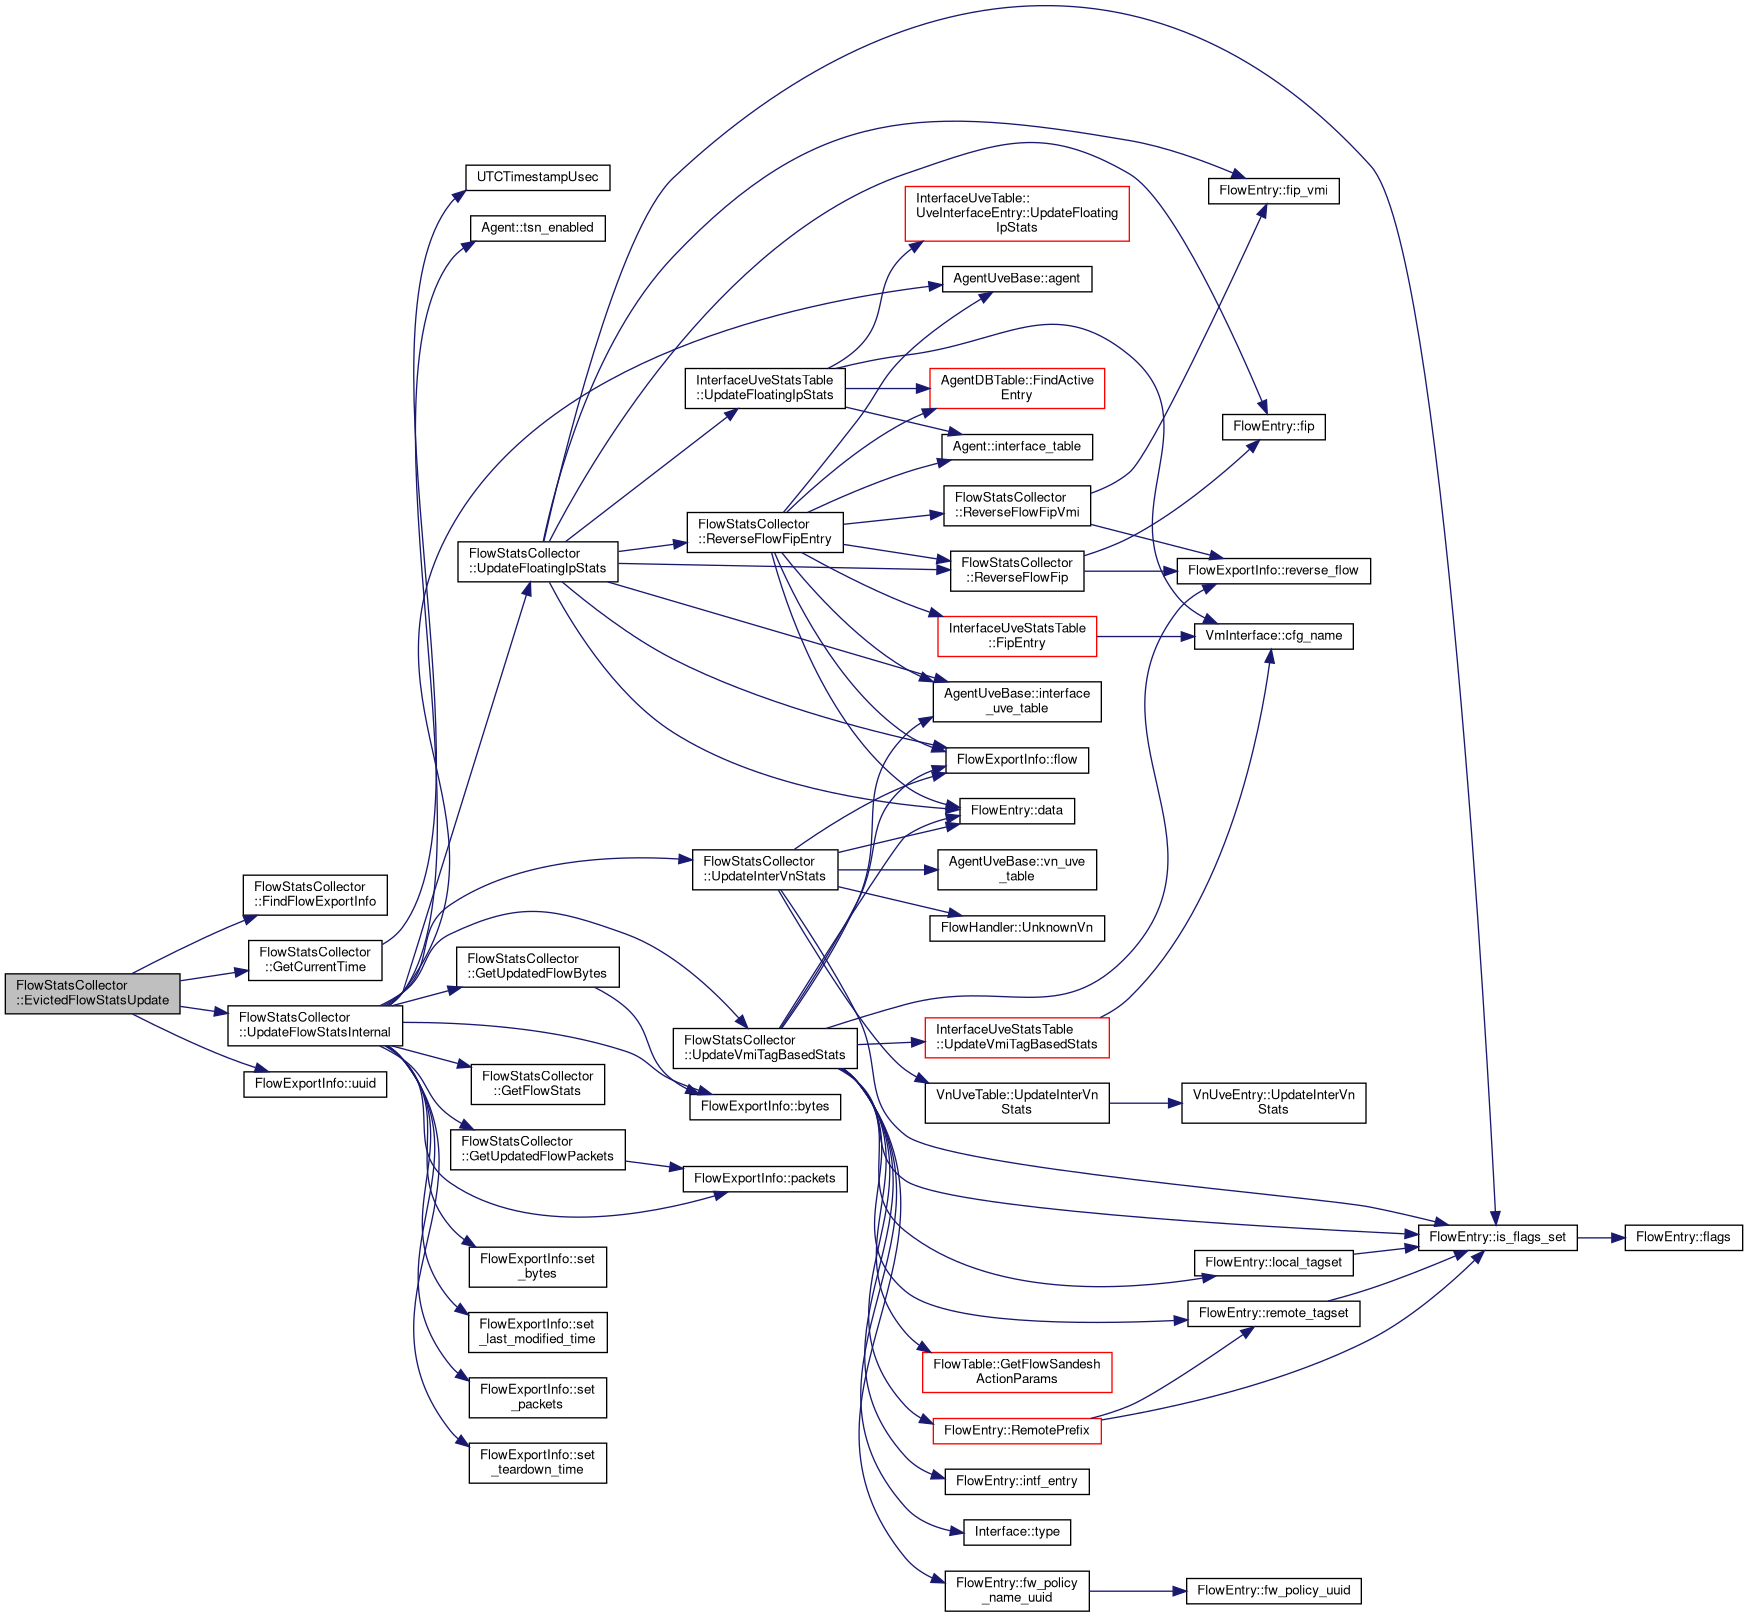 FlowStatsCollector
::EvictedFlowStatsUpdate
FlowStatsCollector
::FindFlowExportInfo
FlowStatsCollector
::GetCurrentTime
FlowStatsCollector
::UpdateFlowStatsInternal
FlowExportInfo::uuid
UTCTimestampUsec
Agent::tsn_enabled
FlowStatsCollector
::UpdateFloatingIpStats
FlowStatsCollector
::GetUpdatedFlowBytes
FlowStatsCollector
::GetFlowStats
FlowStatsCollector
::GetUpdatedFlowPackets
FlowExportInfo::set
_bytes
FlowExportInfo::set
_last_modified_time
FlowExportInfo::set
_packets
FlowExportInfo::set
_teardown_time
InterfaceUveStatsTable
::UpdateFloatingIpStats
FlowStatsCollector
::ReverseFlowFipEntry
FlowStatsCollector
::UpdateInterVnStats
FlowStatsCollector
::UpdateVmiTagBasedStats
FlowExportInfo::bytes
FlowExportInfo::packets
InterfaceUveTable::
UveInterfaceEntry::UpdateFloating
IpStats
AgentUveBase::agent
AgentDBTable::FindActive
Entry
Agent::interface_table
FlowStatsCollector
::ReverseFlowFipVmi
FlowStatsCollector
::ReverseFlowFip
InterfaceUveStatsTable
::FipEntry
AgentUveBase::interface
_uve_table
FlowExportInfo::flow
FlowEntry::data
AgentUveBase::vn_uve
_table
FlowHandler::UnknownVn
InterfaceUveStatsTable
::UpdateVmiTagBasedStats
VnUveTable::UpdateInterVn
Stats
FlowTable::GetFlowSandesh
ActionParams
FlowEntry::RemotePrefix
FlowEntry::intf_entry
Interface::type
FlowEntry::fw_policy
_name_uuid
FlowEntry::fip_vmi
FlowEntry::fip
FlowExportInfo::reverse_flow
VmInterface::cfg_name
VnUveEntry::UpdateInterVn
Stats
FlowEntry::local_tagset
FlowEntry::remote_tagset
FlowEntry::fw_policy_uuid
FlowEntry::is_flags_set
FlowEntry::flags